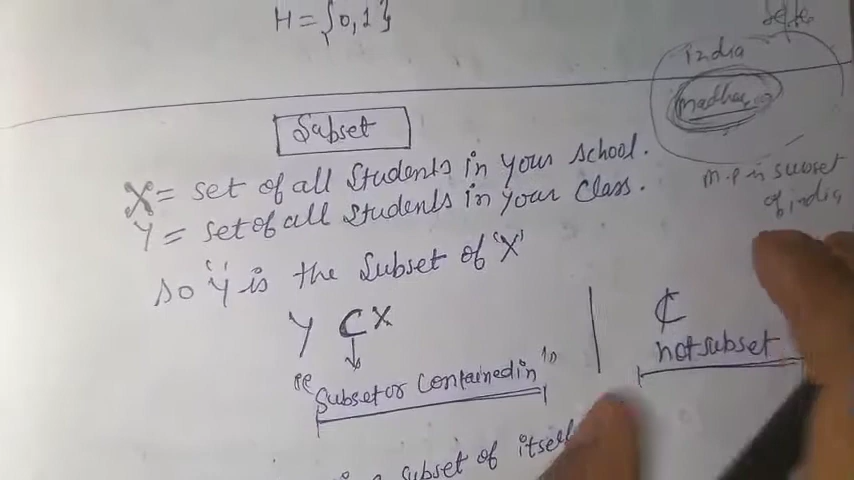 H = {0,1}
india
Subset
X = set of all Students in your school.
Y = set of all Students in your Class.
M.P is subset
of india
so 'Y' is the Subset of 'X'
Y ⊂ X
⊄
not subset
"Subset or Contained in"
subset of itself